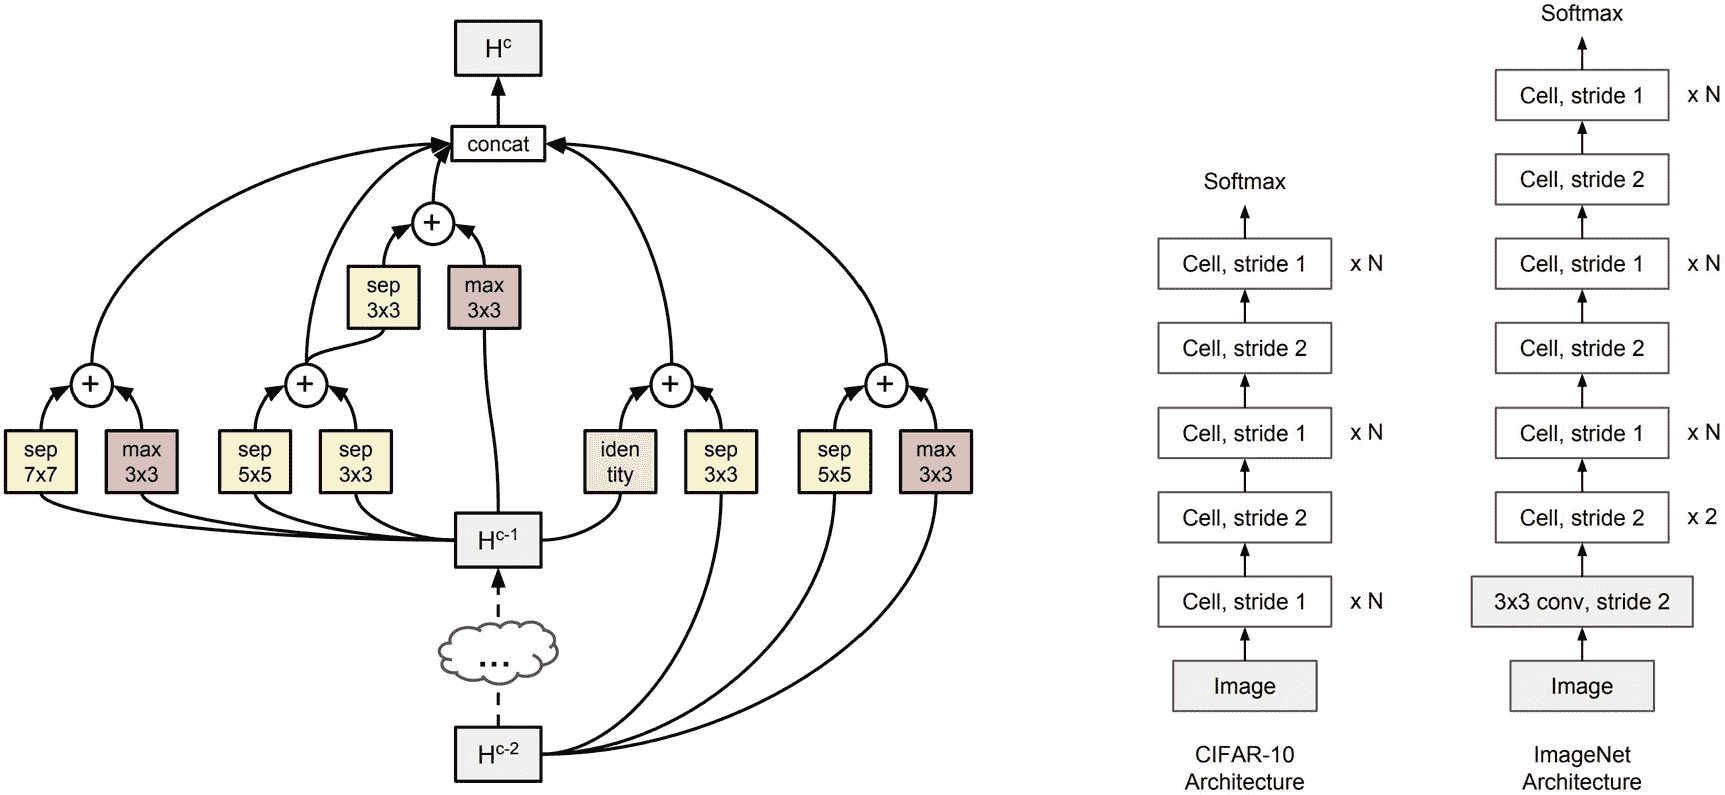 H^c
concat
+
sep
3x3
max
3x3
+
+
+
+
sep
7x7
max
3x3
sep
5x5
sep
3x3
iden
tity
sep
3x3
sep
5x5
max
3x3
H^c-1
...
H^c-2
Softmax
Cell, stride 1 x N
Cell, stride 2
Cell, stride 1 x N
Cell, stride 2
Cell, stride 1 x N
Image
CIFAR-10
Architecture
Softmax
Cell, stride 1 x N
Cell, stride 2
Cell, stride 1 x N
Cell, stride 2
Cell, stride 1 x N
Cell, stride 2 x 2
3x3 conv, stride 2
Image
ImageNet
Architecture